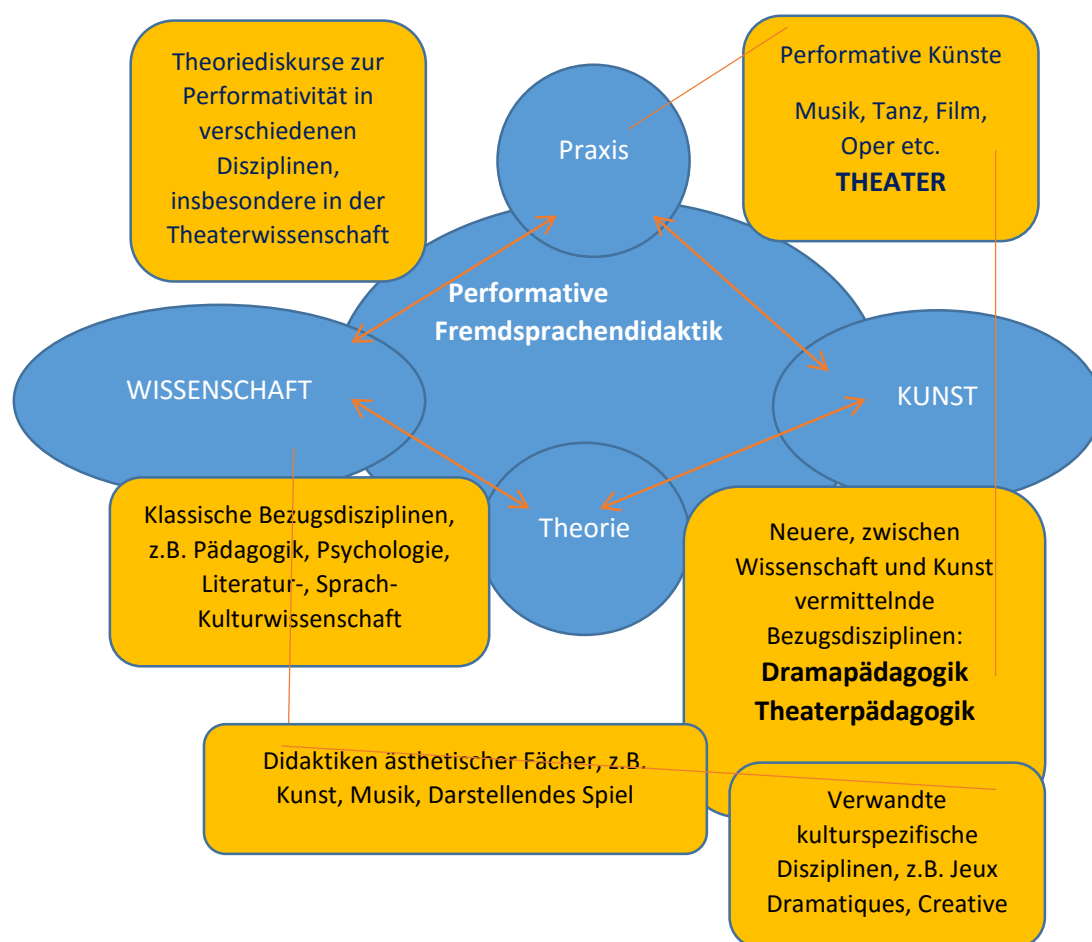 Theoriediskurse zur
Performativität in
verschiedenen
Disziplinen,
insbesondere in der
Theaterwissenschaft
Praxis
Performative Künste
Musik, Tanz, Film,
Oper etc.
THEATER
Performative
Fremdsprachendidaktik
WISSENSCHAFT
KUNST
Klassische Bezugsdisziplinen,
z.B. Pädagogik, Psychologie,
Literatur-, Sprach-
Kulturwissenschaft
Theorie
Neuere, zwischen
Wissenschaft und Kunst
vermittelnde
Bezugsdisziplinen:
Dramapädagogik
Theaterpädagogik
Didaktiken ästhetischer Fächer, z.B.
Kunst, Musik, Darstellendes Spiel
Verwandte
kulturspezifische
Disziplinen, z.B. Jeux
Dramatiques, Creative